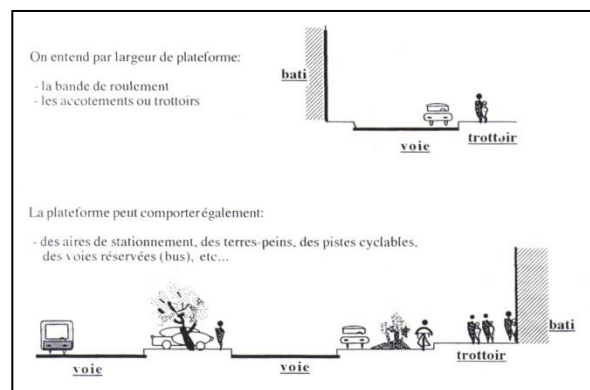 On entend par largeur de plateforme:
- la bande de roulement
- les accotements ou trottoirs
bati
voie
trottoir
La plateforme peut comporter également:
- des aires de stationnement, des terres-peins, des pistes cyclables,
des voies réservées (bus), etc...
voie
voie
trottoir
bati